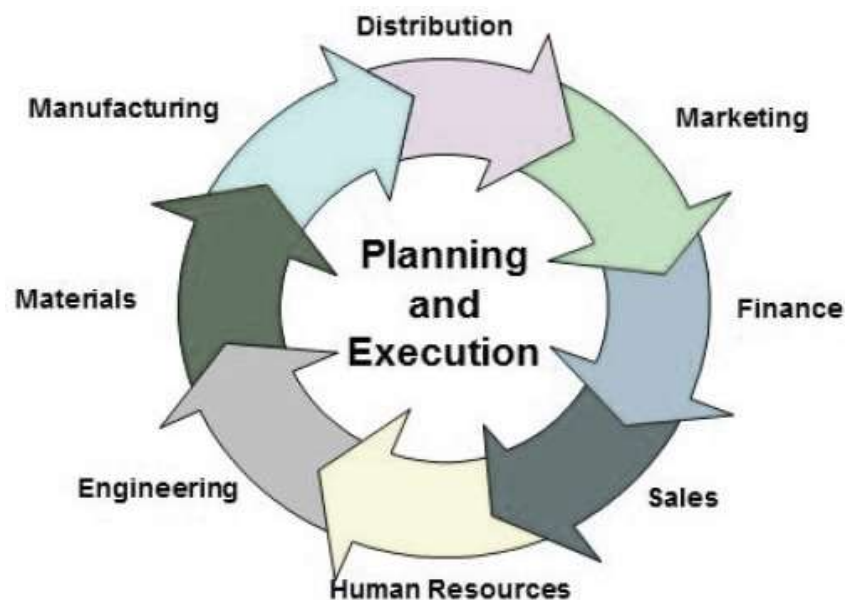 Distribution
Manufacturing
Marketing
Planning
and
Execution
Materials
Finance
Engineering
Sales
Human Resources